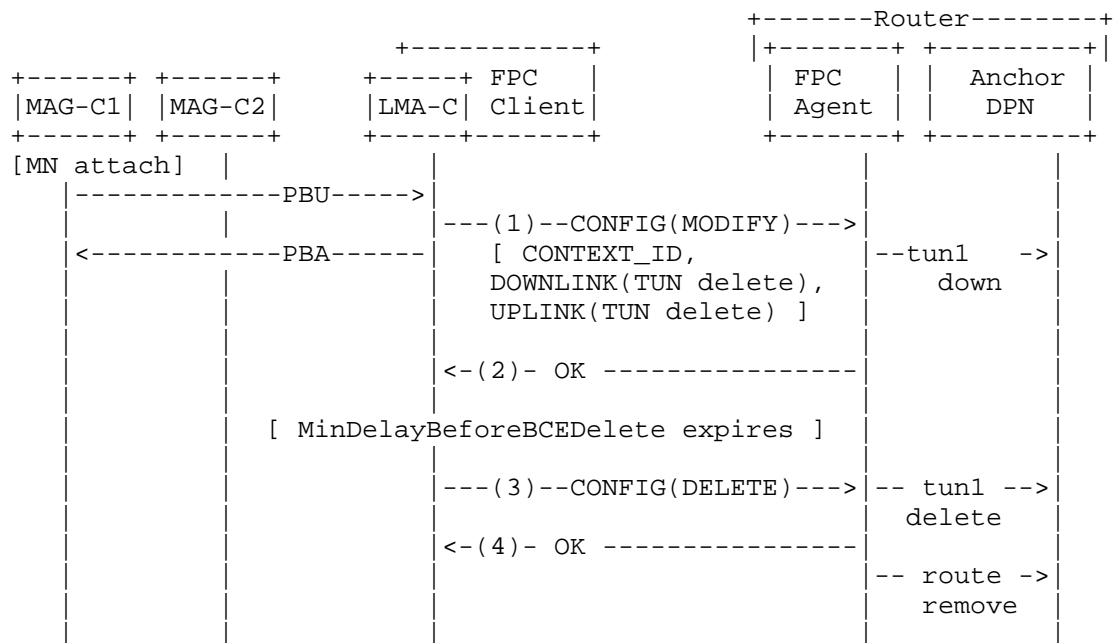 +-------Router--------+
+-----------+ |+-------+ +---------+|
+------+ +------+ +-----+ FPC | | FPC | | Anchor |
|MAG-C1| |MAG-C2| |LMA-C| Client| | Agent | | DPN |
+------+ +------+ +-----+-------+ +-------+ +---------+
[MN attach] | | | |
|-------------PBU----->| | |
| | |---(1)--CONFIG(MODIFY)--->| |
|<------------PBA------| [ CONTEXT_ID, |--tun1 ->|
| | | DOWNLINK(TUN delete), | down |
| | | UPLINK(TUN delete) ] | |
| | | | |
| | |<-(2)- OK ----------------| |
| | | | |
| | [ MinDelayBeforeBCEDelete expires ] | |
| | | | |
| | |---(3)--CONFIG(DELETE)--->|-- tun1 -->|
| | | | delete |
| | |<-(4)- OK ----------------| |
| | | |-- route ->|
| | | | remove |
| | | | |